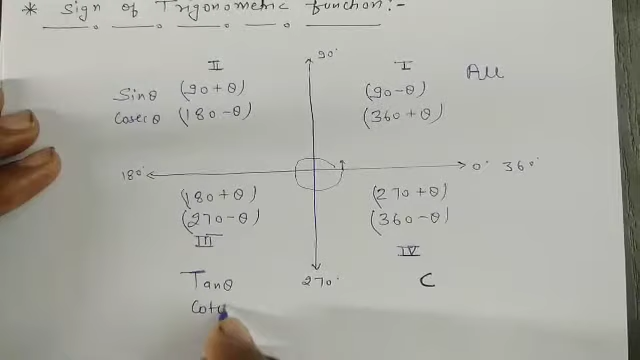 * Sign of Trigonometric function:-
90°
II
I
All
Sinθ (90+θ)
(90-θ)
Cosecθ (180-θ)
(360+θ)
180°
0° 360°
(180+θ)
(270+θ)
(270-θ)
(360-θ)
III
IV
Tanθ
270°
C